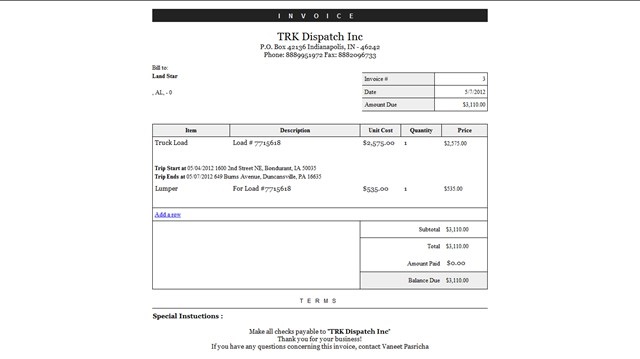 INVOICE
TRK Dispatch Inc
P.O. Box 42136 Indianapolis, IN - 46242
Phone: 8889951972 Fax: 8882096733
Bill to:
Land Star
, AL, - 0
Invoice # 3
Date 5/7/2012
Amount Due $3,110.00
Item Description Unit Cost Quantity Price
Truck Load Load # 7715618 $2,575.00 1 $2,575.00
Trip Start at 05/04/2012 1600 2nd Street NE, Bondurant, IA 50035
Trip Ends at 05/07/2012 649 Burns Avenue, Duncansville, PA 16635
Lumper For Load #7715618 $535.00 1 $535.00
Add a row
Subtotal $3,110.00
Total $3,110.00
Amount Paid $0.00
Balance Due $3,110.00
TERMS
Special Instuctions :
Make all checks payable to "TRK Dispatch Inc"
Thank you for your business!
If you have any questions concerning this invoice, contact Vaneet Pasricha